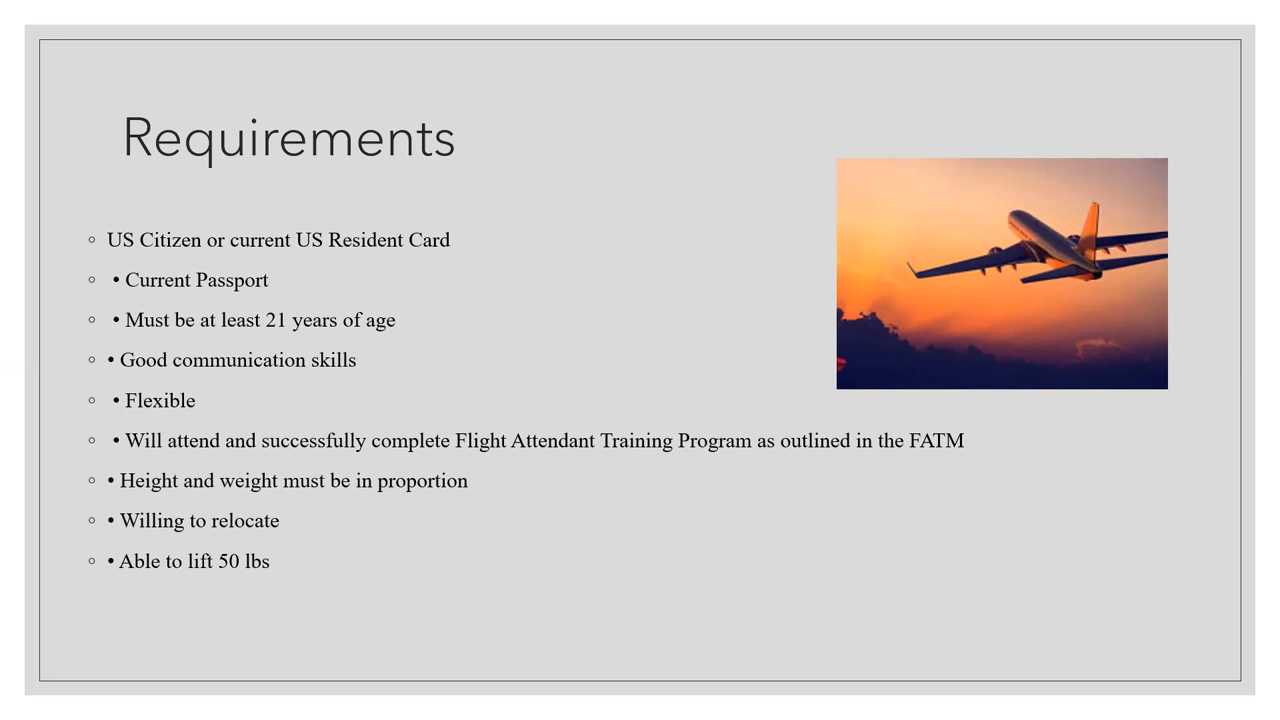 Requirements
◦ US Citizen or current US Resident Card
◦ • Current Passport
◦ • Must be at least 21 years of age
◦ • Good communication skills
◦ • Flexible
◦ • Will attend and successfully complete Flight Attendant Training Program as outlined in the FATM
◦ • Height and weight must be in proportion
◦ • Willing to relocate
◦ • Able to lift 50 lbs